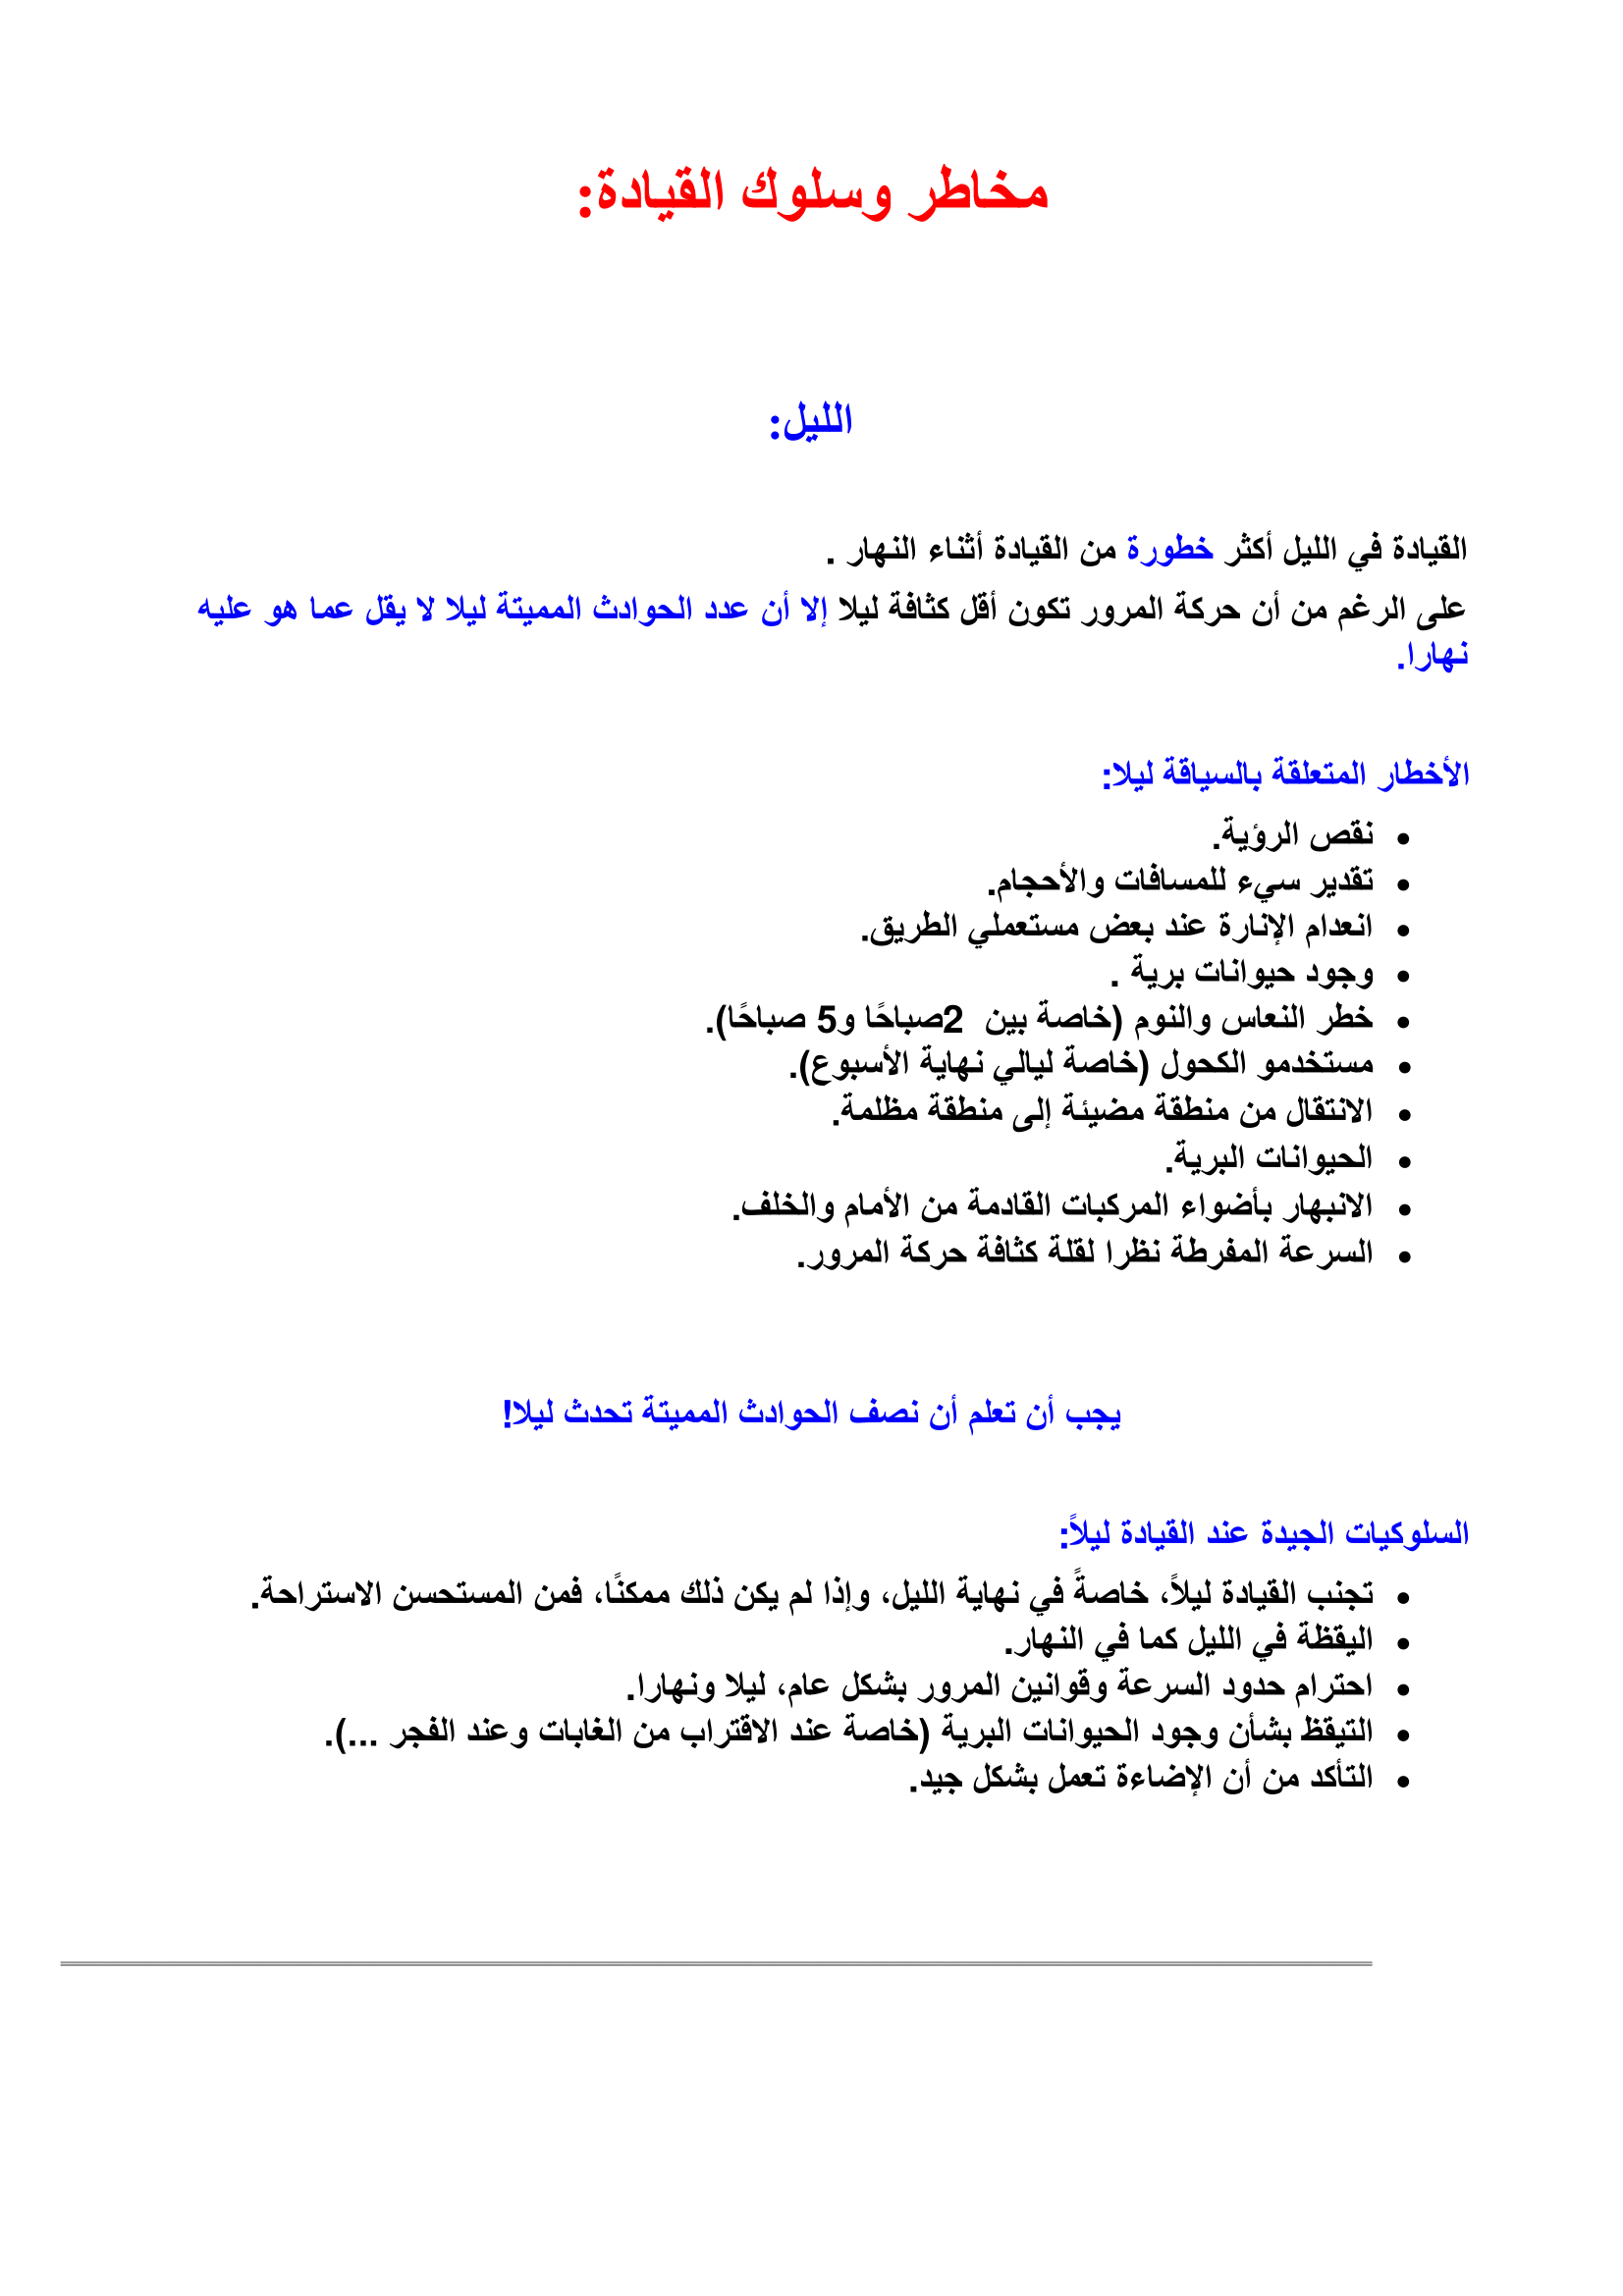 مخاطر وسلوك القيادة:
الليل:
القيادة في الليل أكثر خطورة من القيادة أثناء النهار .
على الرغم من أن حركة المرور تكون أقل كثافة ليلا إلا أن عدد الحوادث المميتة ليلا لا يقل عما هو عليه
نهارا.
الأخطار المتعلقة بالسياقة ليلا:
• نقص الرؤية.
• تقدير سيء للمسافات والأحجام.
• انعدام الإنارة عند بعض مستعملي الطريق.
• وجود حيوانات برية .
• خطر النعاس والنوم (خاصة بين 2صباحًا و5 صباحًا).
• مستخدمو الكحول (خاصة ليالي نهاية الأسبوع).
• الانتقال من منطقة مضيئة إلى منطقة مظلمة.
• الحيوانات البرية.
• الانبهار بأضواء المركبات القادمة من الأمام والخلف.
• السرعة المفرطة نظرا لقلة كثافة حركة المرور.
يجب أن تعلم أن نصف الحوادث المميتة تحدث ليلا!
السلوكيات الجيدة عند القيادة ليلاً:
• تجنب القيادة ليلاً، خاصةً في نهاية الليل، وإذا لم يكن ذلك ممكنًا، فمن المستحسن الاستراحة.
• اليقظة في الليل كما في النهار.
• احترام حدود السرعة وقوانين المرور بشكل عام، ليلا ونهارا.
• التيقظ بشأن وجود الحيوانات البرية (خاصة عند الاقتراب من الغابات وعند الفجر ...).
• التأكد من أن الإضاءة تعمل بشكل جيد.